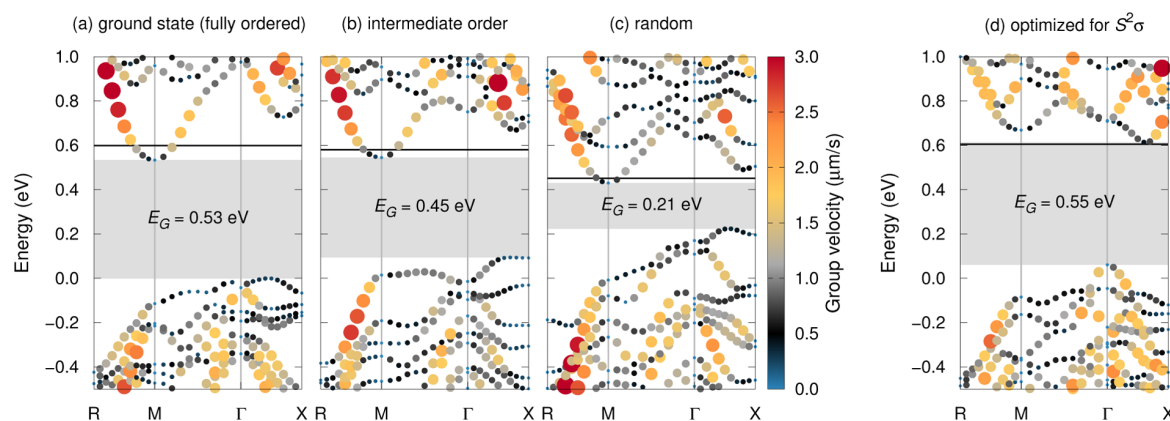 (a) ground state (fully ordered)
(b) intermediate order
(c) random
(d) optimized for S²σ
Energy (eV)
1.0
0.8
0.6
0.4
0.2
0.0
−0.2
−0.4
E_G = 0.53 eV
R M Γ X
E_G = 0.45 eV
R M Γ X
E_G = 0.21 eV
R M Γ X
3.0
2.5
2.0
1.5
1.0
0.5
0.0
Group velocity (μm/s)
Energy (eV)
1.0
0.8
0.6
0.4
0.2
0.0
−0.2
−0.4
E_G = 0.55 eV
R M Γ X